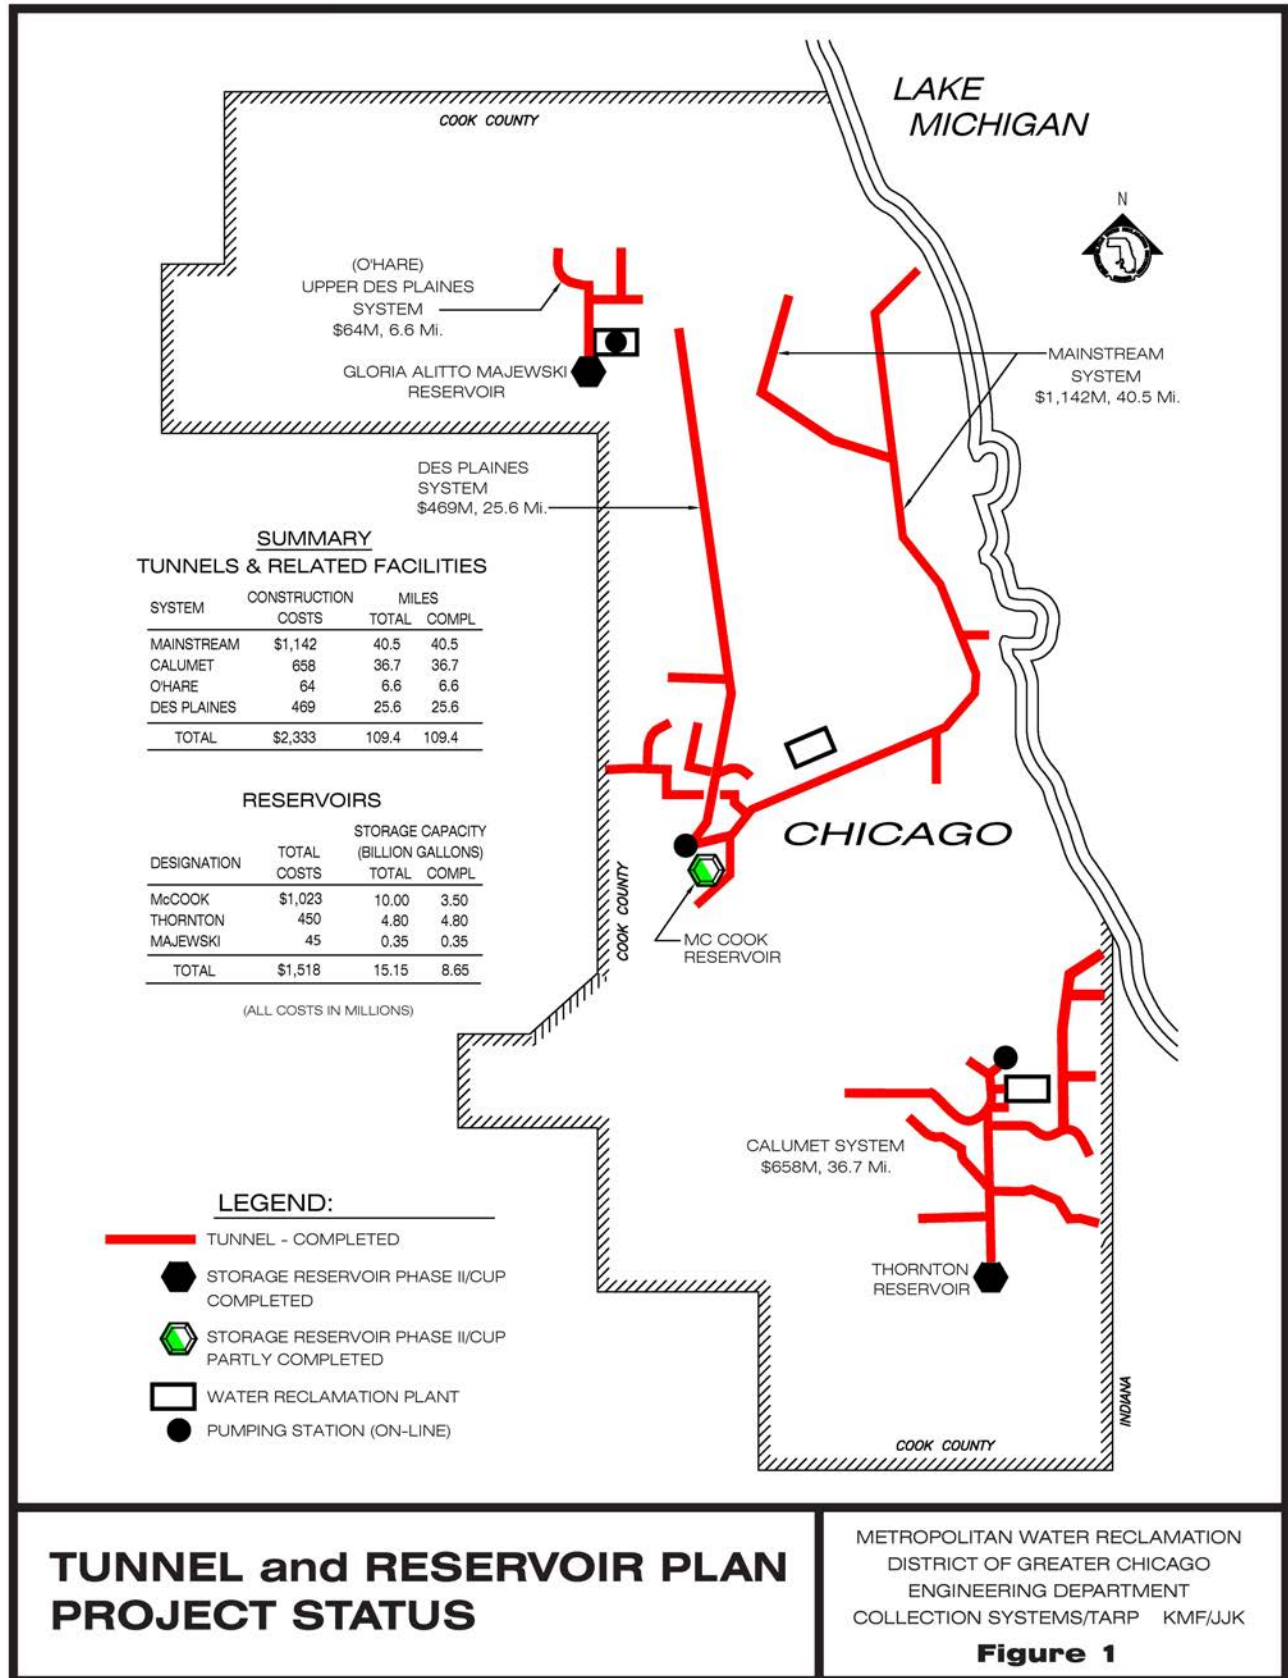 LAKE
MICHIGAN
COOK COUNTY
N
(O'HARE)
UPPER DES PLAINES
SYSTEM
$64M, 6.6 Mi.
GLORIA ALITTO MAJEWSKI
RESERVOIR
MAINSTREAM
SYSTEM
$1,142M, 40.5 Mi.
DES PLAINES
SYSTEM
$469M, 25.6 Mi.
SUMMARY
TUNNELS & RELATED FACILITIES
SYSTEM CONSTRUCTION COSTS MILES
TOTAL COMPL
MAINSTREAM $1,142 40.5 40.5
CALUMET 658 36.7 36.7
O'HARE 64 6.6 6.6
DES PLAINES 469 25.6 25.6
TOTAL $2,333 109.4 109.4
RESERVOIRS
DESIGNATION TOTAL COSTS STORAGE CAPACITY
(BILLION GALLONS)
TOTAL COMPL
McCOOK $1,023 10.00 3.50
THORNTON 450 4.80 4.80
MAJEWSKI 45 0.35 0.35
TOTAL $1,518 15.15 8.65
(ALL COSTS IN MILLIONS)
CHICAGO
COOK COUNTY
MC COOK
RESERVOIR
CALUMET SYSTEM
$658M, 36.7 Mi.
THORNTON
RESERVOIR
INDIANA
COOK COUNTY
LEGEND:
TUNNEL - COMPLETED
STORAGE RESERVOIR PHASE II/CUP
COMPLETED
STORAGE RESERVOIR PHASE II/CUP
PARTLY COMPLETED
WATER RECLAMATION PLANT
PUMPING STATION (ON-LINE)
TUNNEL and RESERVOIR PLAN
PROJECT STATUS
METROPOLITAN WATER RECLAMATION
DISTRICT OF GREATER CHICAGO
ENGINEERING DEPARTMENT
COLLECTION SYSTEMS/TARP KMF/JJK
Figure 1